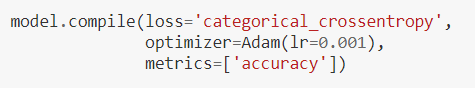 model.compile(loss='categorical_crossentropy',
              optimizer=Adam(lr=0.001),
              metrics=['accuracy'])